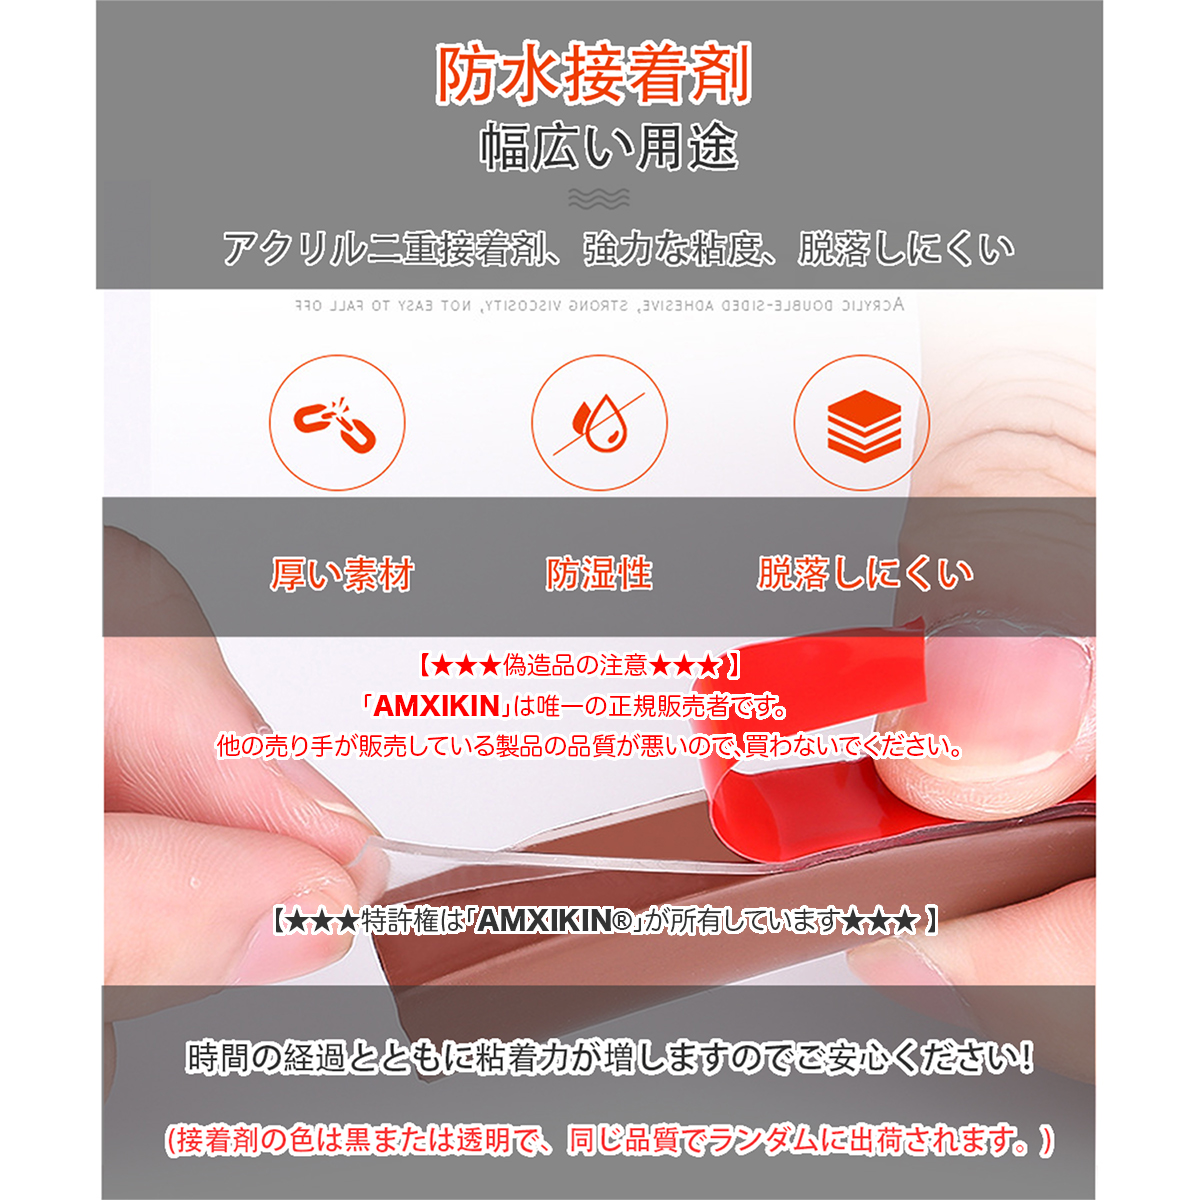 防水接着剤
幅広い用途
アクリル二重接着剤、強力な粘度、脱落しにくい
ACRYLIC DOUBLE-SIDED ADHESIVE, STRONG VISCOSITY, NOT EASY TO FALL OFF
厚い素材
防湿性
脱落しにくい
【★★★偽造品の注意★★★】
「AMXIKIN」は唯一の正規販売者です。
他の売り手が販売している製品の品質が悪いので、買わないでください。
【★★★特許権は「AMXIKIN®」が所有しています★★★】
時間の経過とともに粘着力が増しますのでご安心ください!
(接着剤の色は黒または透明で、同じ品質でランダムに出荷されます。)